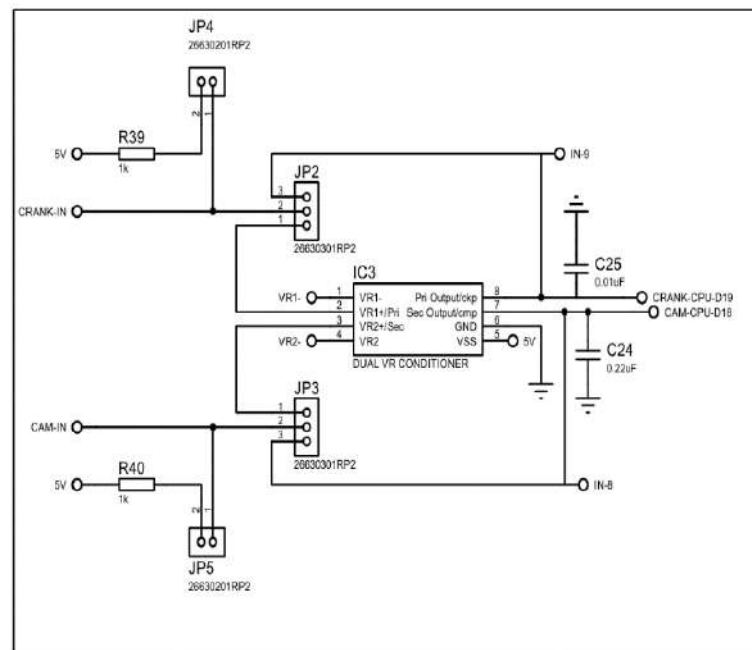 JP4
26630201RP2
2
1
R39
5V
1k
IN-9
JP2
3
CRANK-IN
2
1
26630301RP2
C25
0.01uF
IC3
VR1-
1
VR1-
Pri Output/ckp
8
CRANK-CPU-D19
2
VR1+/Pri
Sec Output/cmp
7
CAM-CPU-D18
3
VR2+/Sec
GND
6
VR2-
4
VR2
VSS
5
5V
DUAL VR CONDITIONER
C24
0.22uF
JP3
1
CAM-IN
2
3
26630301RP2
R40
5V
1k
IN-8
2
1
JP5
26630201RP2